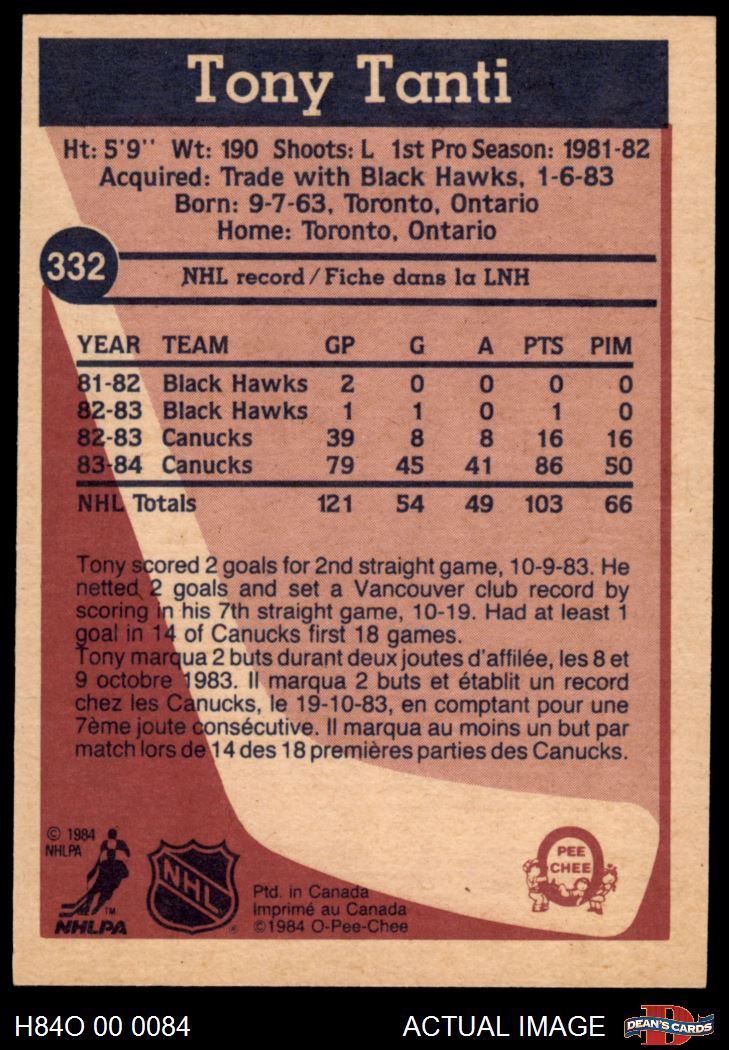 Tony Tanti
Ht: 5'9'' Wt: 190 Shoots: L 1st Pro Season: 1981-82
Acquired: Trade with Black Hawks, 1-6-83
Born: 9-7-63, Toronto, Ontario
Home: Toronto, Ontario
332
NHL record / Fiche dans la LNH
YEAR TEAM GP G A PTS PIM
81-82 Black Hawks 2 0 0 0 0
82-83 Black Hawks 1 1 0 1 0
82-83 Canucks 39 8 8 16 16
83-84 Canucks 79 45 41 86 50
NHL Totals 121 54 49 103 66
Tony scored 2 goals for 2nd straight game, 10-9-83. He
netted 2 goals and set a Vancouver club record by
scoring in his 7th straight game, 10-19. Had at least 1
goal in 14 of Canucks first 18 games.
Tony marqua 2 buts durant deux joutes d'affilée, les 8 et
9 octobre 1983. Il marqua 2 buts et établit un record
chez les Canucks, le 19-10-83, en comptant pour une
7ème joute consécutive. Il marqua au moins un but par
match lors de 14 des 18 premières parties des Canucks.
© 1984
NHLPA
TM
NHLPA
NHL
®
Ptd. in Canada
Imprimé au Canada
©1984 O-Pee-Chee
PEE
CHEE
H84O 00 0084
ACTUAL IMAGE
D
DEAN'S CARDS